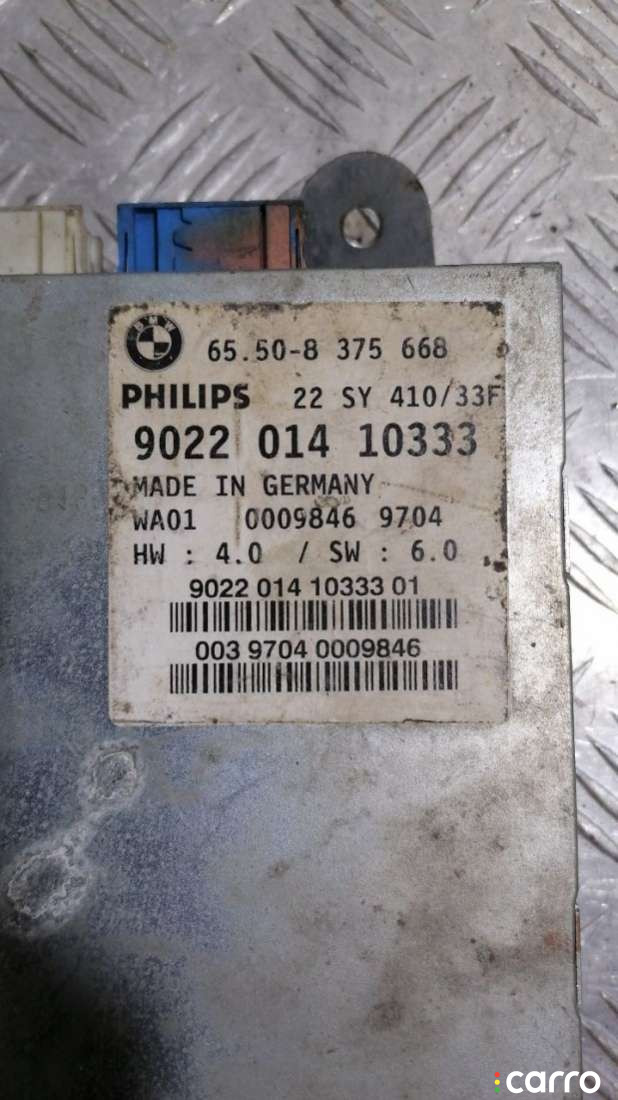 BMW 65.50-8 375 668
PHILIPS 22 SY 410/33F
9022 014 10333
MADE IN GERMANY
WA01 0009846 9704
HW : 4.0 / SW : 6.0
9022 014 10333 01
003 9704 0009846
carro